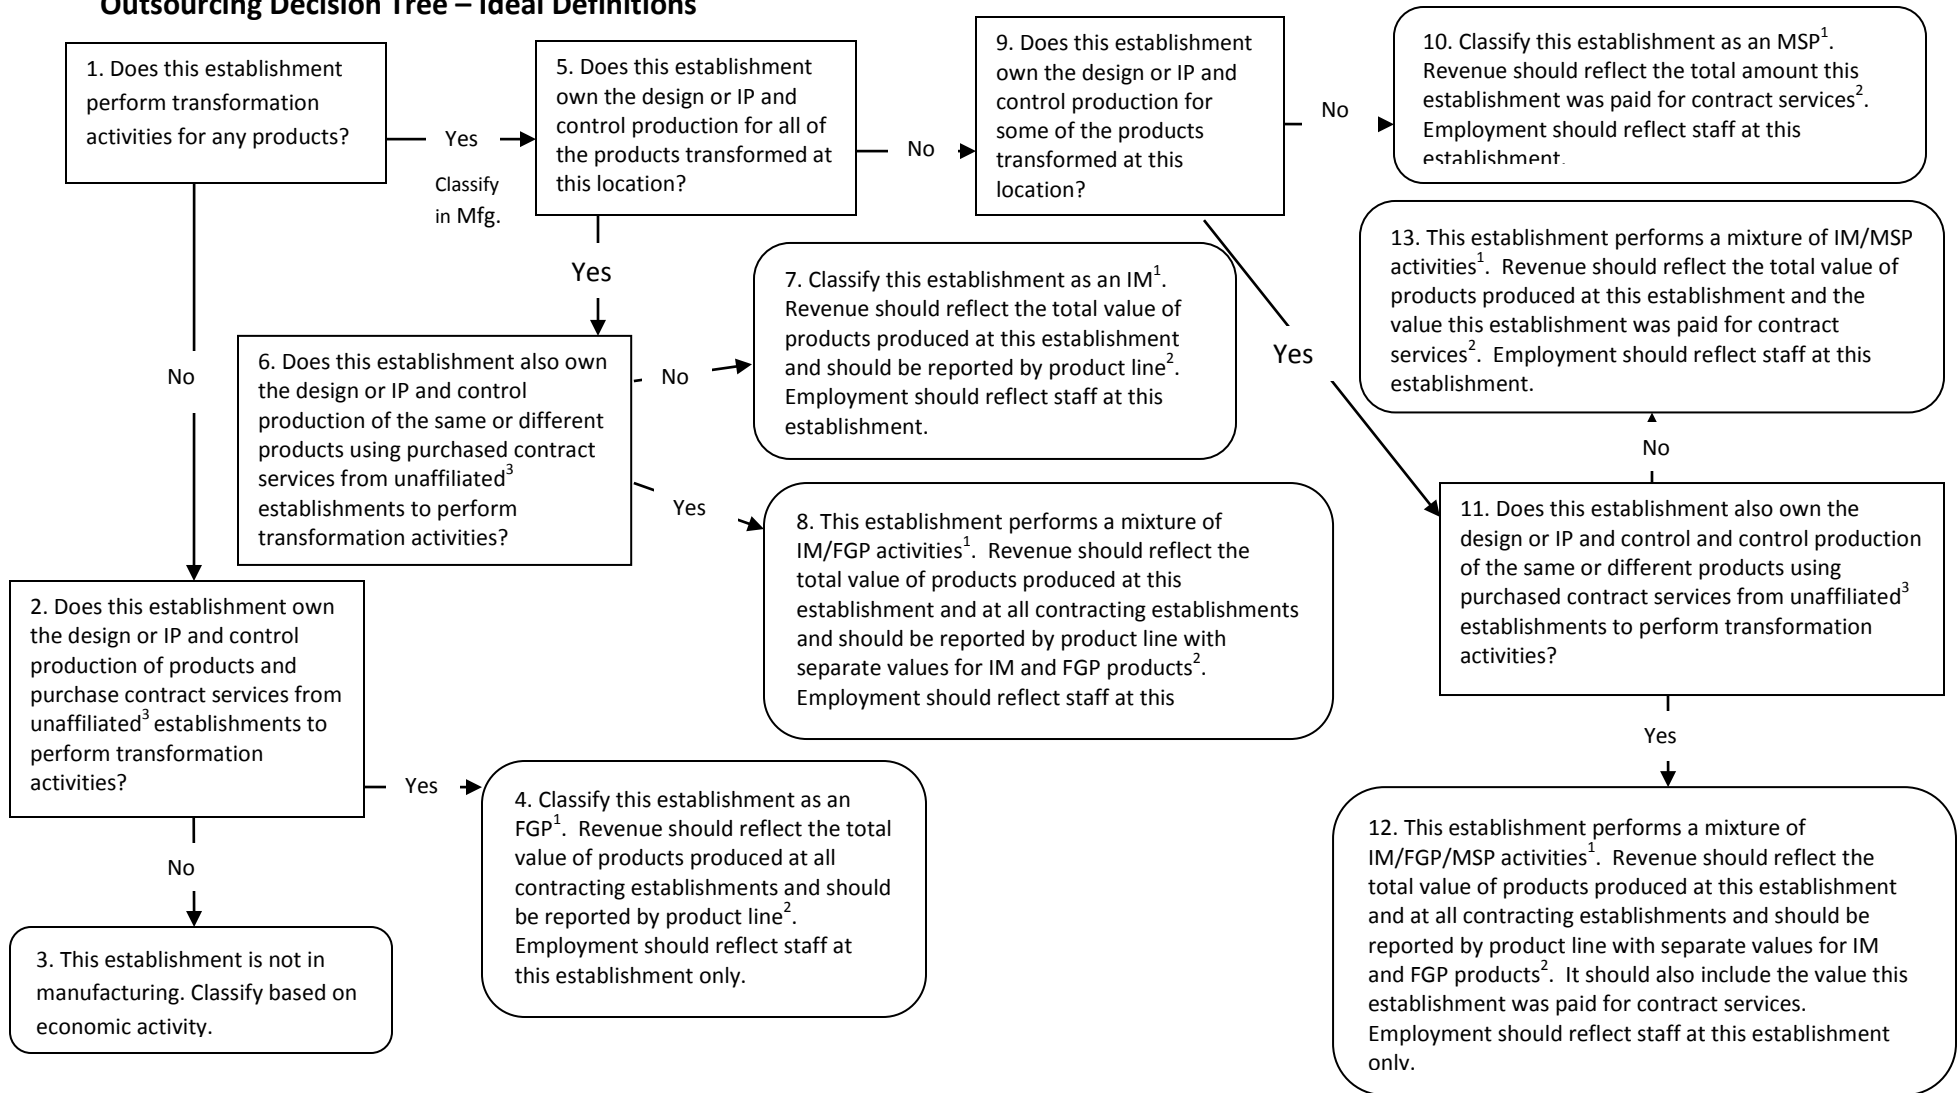 Outsourcing Decision Tree – Ideal Definitions
1. Does this establishment
perform transformation
activities for any products?
Yes
Classify
in Mfg.
No
5. Does this establishment
own the design or IP and
control production for all of
the products transformed at
this location?
No
Yes
9. Does this establishment
own the design or IP and
control production for
some of the products
transformed at this
location?
No
Yes
10. Classify this establishment as an MSP1.
Revenue should reflect the total amount this
establishment was paid for contract services2.
Employment should reflect staff at this
establishment.
13. This establishment performs a mixture of IM/MSP
activities1. Revenue should reflect the total value of
products produced at this establishment and the
value this establishment was paid for contract
services2. Employment should reflect staff at this
establishment.
No
6. Does this establishment also own
the design or IP and control
production of the same or different
products using purchased contract
services from unaffiliated3
establishments to perform
transformation activities?
No
Yes
7. Classify this establishment as an IM1.
Revenue should reflect the total value of
products produced at this establishment
and should be reported by product line2.
Employment should reflect staff at this
establishment.
8. This establishment performs a mixture of
IM/FGP activities1. Revenue should reflect the
total value of products produced at this
establishment and at all contracting establishments
and should be reported by product line with
separate values for IM and FGP products2.
Employment should reflect staff at this
11. Does this establishment also own the
design or IP and control and control production
of the same or different products using
purchased contract services from unaffiliated3
establishments to perform transformation
activities?
Yes
2. Does this establishment own
the design or IP and control
production of products and
purchase contract services from
unaffiliated3 establishments to
perform transformation
activities?
Yes
No
4. Classify this establishment as an
FGP1. Revenue should reflect the total
value of products produced at all
contracting establishments and should
be reported by product line2.
Employment should reflect staff at
this establishment only.
3. This establishment is not in
manufacturing. Classify based on
economic activity.
12. This establishment performs a mixture of
IM/FGP/MSP activities1. Revenue should reflect the
total value of products produced at this establishment
and at all contracting establishments and should be
reported by product line with separate values for IM
and FGP products2. It should also include the value this
establishment was paid for contract services.
Employment should reflect staff at this establishment
only.